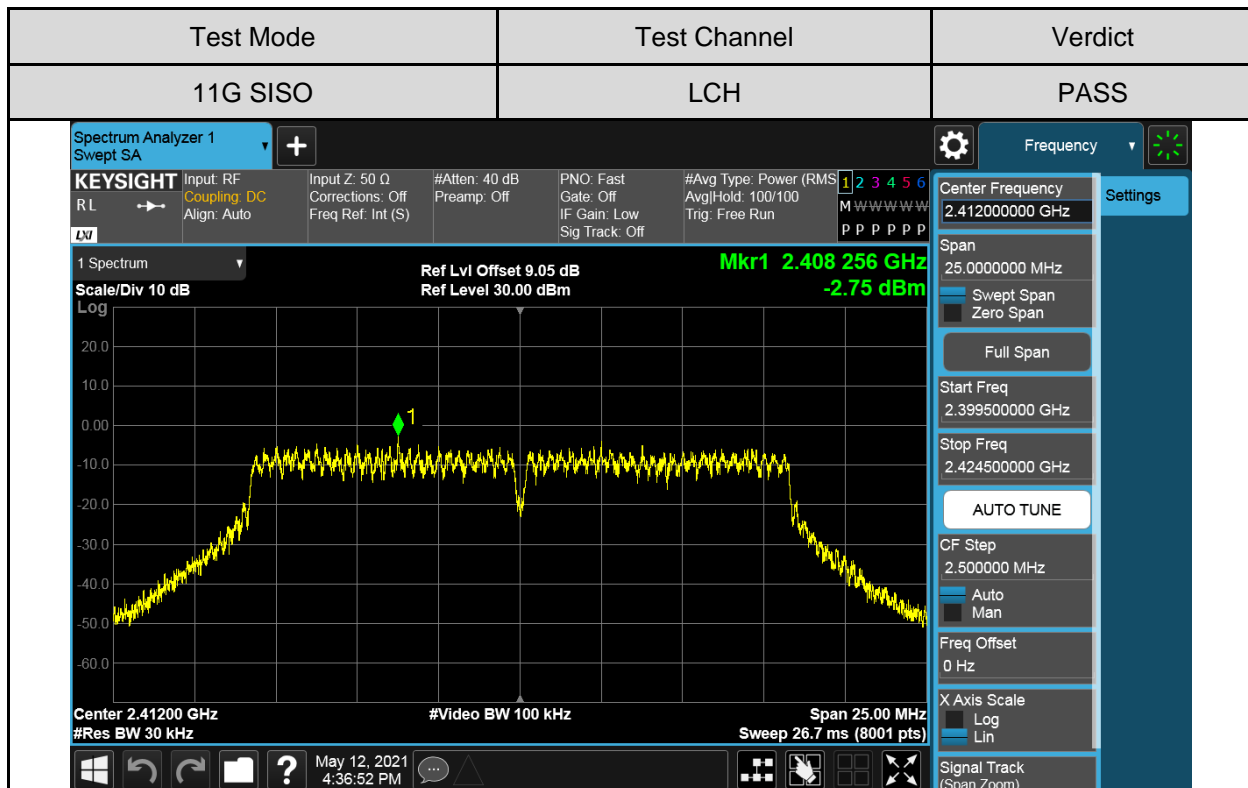 Test Mode Test Channel Verdict
11G SISO LCH PASS
Spectrum Analyzer 1
Swept SA
+
Frequency
KEYSIGHT
R L
LXI
Input: RF
Coupling: DC
Align: Auto
Input Z: 50 Ω
Corrections: Off
Freq Ref: Int (S)
#Atten: 40 dB
Preamp: Off
PNO: Fast
Gate: Off
IF Gain: Low
Sig Track: Off
#Avg Type: Power (RMS
Avg|Hold: 100/100
Trig: Free Run
1 2 3 4 5 6
M W W W W W
P P P P P P
1 Spectrum
Scale/Div 10 dB
Ref Lvl Offset 9.05 dB
Ref Level 30.00 dBm
Mkr1 2.408 256 GHz
-2.75 dBm
Log
20.0
10.0
0.00
-10.0
-20.0
-30.0
-40.0
-50.0
-60.0
1
Center 2.41200 GHz
#Res BW 30 kHz
#Video BW 100 kHz
Span 25.00 MHz
Sweep 26.7 ms (8001 pts)
?
May 12, 2021
4:36:52 PM
Center Frequency
2.412000000 GHz
Settings
Span
25.0000000 MHz
Swept Span
Zero Span
Full Span
Start Freq
2.399500000 GHz
Stop Freq
2.424500000 GHz
AUTO TUNE
CF Step
2.500000 MHz
Auto
Man
Freq Offset
0 Hz
X Axis Scale
Log
Lin
Signal Track
(Span Zoom)